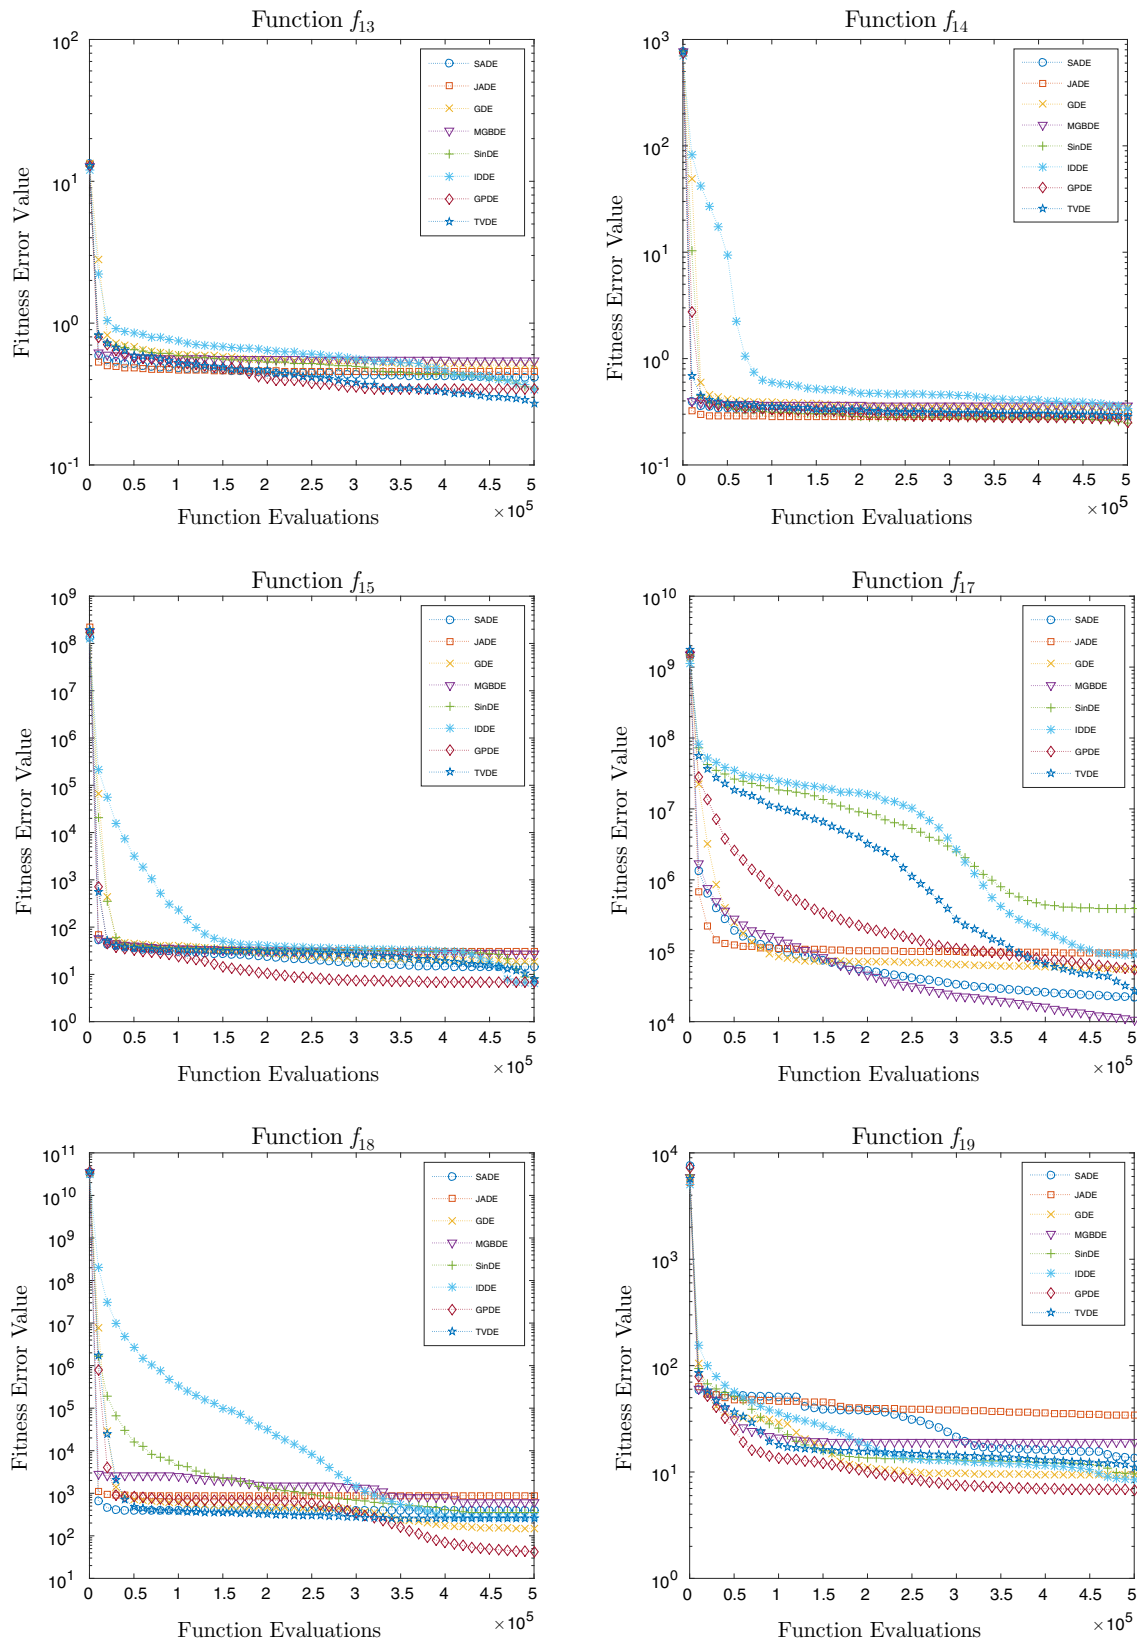 Function f13
Fitness Error Value
10^2
10^1
10^0
10^-1
SADE
JADE
GDE
MGBDE
SinDE
IDDE
GPDE
TVDE
0 0.5 1 1.5 2 2.5 3 3.5 4 4.5 5
×10^5
Function Evaluations
Function f14
Fitness Error Value
10^3
10^2
10^1
10^0
10^-1
SADE
JADE
GDE
MGBDE
SinDE
IDDE
GPDE
TVDE
0 0.5 1 1.5 2 2.5 3 3.5 4 4.5 5
×10^5
Function Evaluations
Function f15
Fitness Error Value
10^9
10^8
10^7
10^6
10^5
10^4
10^3
10^2
10^1
10^0
SADE
JADE
GDE
MGBDE
SinDE
IDDE
GPDE
TVDE
0 0.5 1 1.5 2 2.5 3 3.5 4 4.5 5
×10^5
Function Evaluations
Function f17
Fitness Error Value
10^10
10^9
10^8
10^7
10^6
10^5
10^4
SADE
JADE
GDE
MGBDE
SinDE
IDDE
GPDE
TVDE
0 0.5 1 1.5 2 2.5 3 3.5 4 4.5 5
×10^5
Function Evaluations
Function f18
Fitness Error Value
10^11
10^10
10^9
10^8
10^7
10^6
10^5
10^4
10^3
10^2
10^1
SADE
JADE
GDE
MGBDE
SinDE
IDDE
GPDE
TVDE
0 0.5 1 1.5 2 2.5 3 3.5 4 4.5 5
×10^5
Function Evaluations
Function f19
Fitness Error Value
10^4
10^3
10^2
10^1
10^0
SADE
JADE
GDE
MGBDE
SinDE
IDDE
GPDE
TVDE
0 0.5 1 1.5 2 2.5 3 3.5 4 4.5 5
×10^5
Function Evaluations